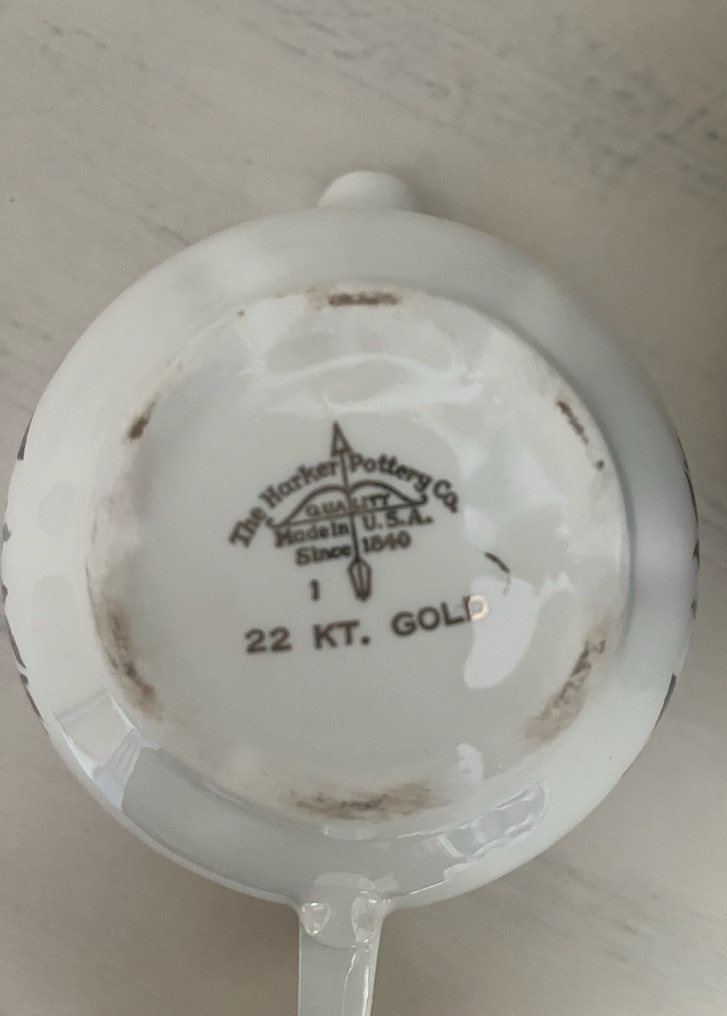 The Harker Pottery Co.
QUALITY
Made in U.S.A.
Since 1840
1
22 KT. GOLD